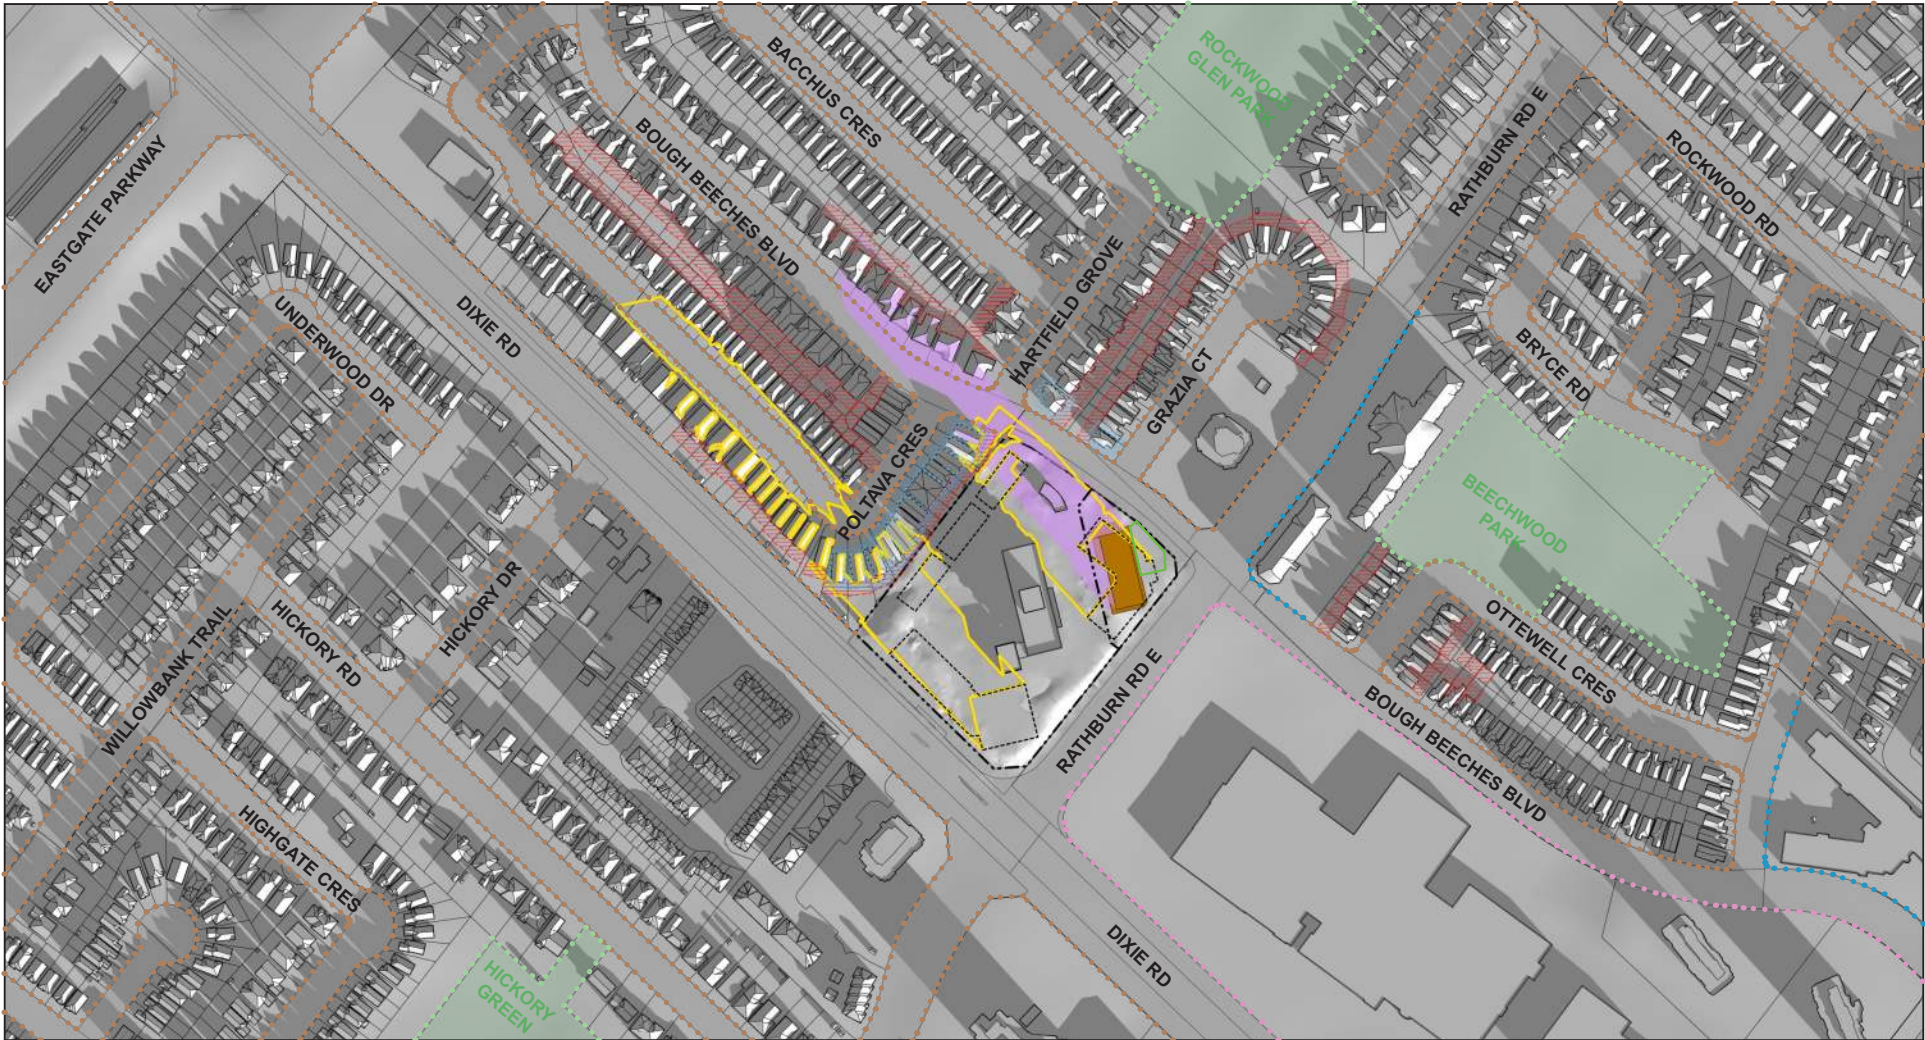 BACCHUS CRES
ROCKWOOD
GLEN PARK
RATHBURN RD E
ROCKWOOD RD
EASTGATE PARKWAY
BOUGH BEECHES BLVD
HARTFIELD GROVE
UNDERWOOD DR
DIXIE RD
GRAZIA CT
BRYCE RD
POLTAVA CRES
BEECHWOOD
PARK
HICKORY DR
WILLOWBANK TRAIL
HICKORY RD
OTTEWELL CRES
RATHBURN RD E
BOUGH BEECHES BLVD
HIGHGATE CRES
DIXIE RD
HICKORY
GREEN